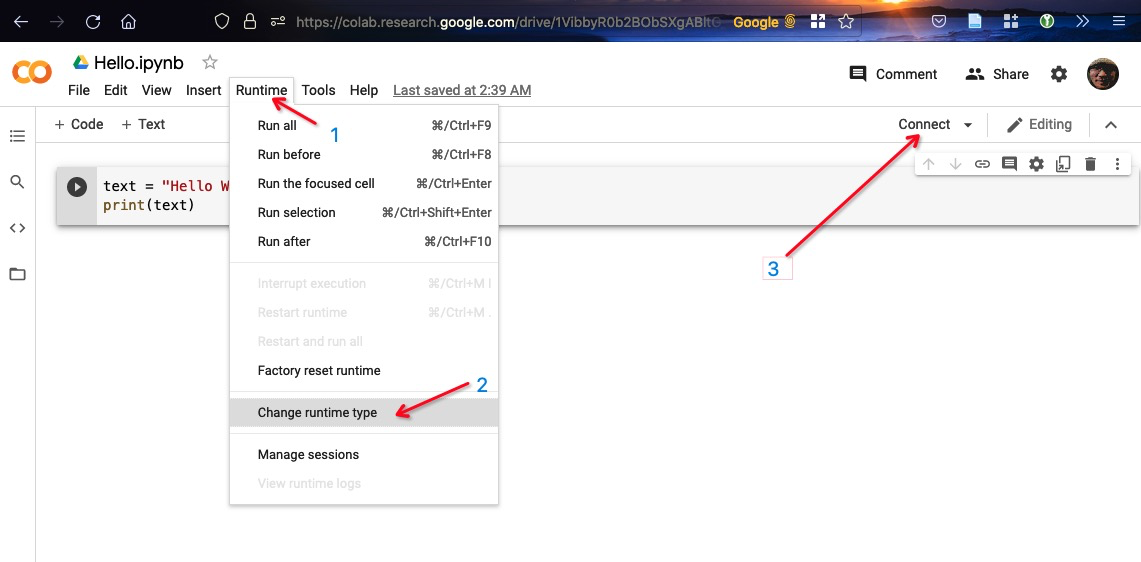 https://colab.research.google.com/drive/1VibbyR0b2BObSXgABlt
Google
Hello.ipynb
Comment
Share
File Edit View Insert Runtime Tools Help Last saved at 2:39 AM
+ Code + Text
Connect
Editing
1
Run all ⌘/Ctrl+F9
Run before ⌘/Ctrl+F8
Run the focused cell ⌘/Ctrl+Enter
Run selection ⌘/Ctrl+Shift+Enter
Run after ⌘/Ctrl+F10
text = "Hello W
print(text)
3
Interrupt execution ⌘/Ctrl+M I
Restart runtime ⌘/Ctrl+M .
Restart and run all
Factory reset runtime
2
Change runtime type
Manage sessions
View runtime logs